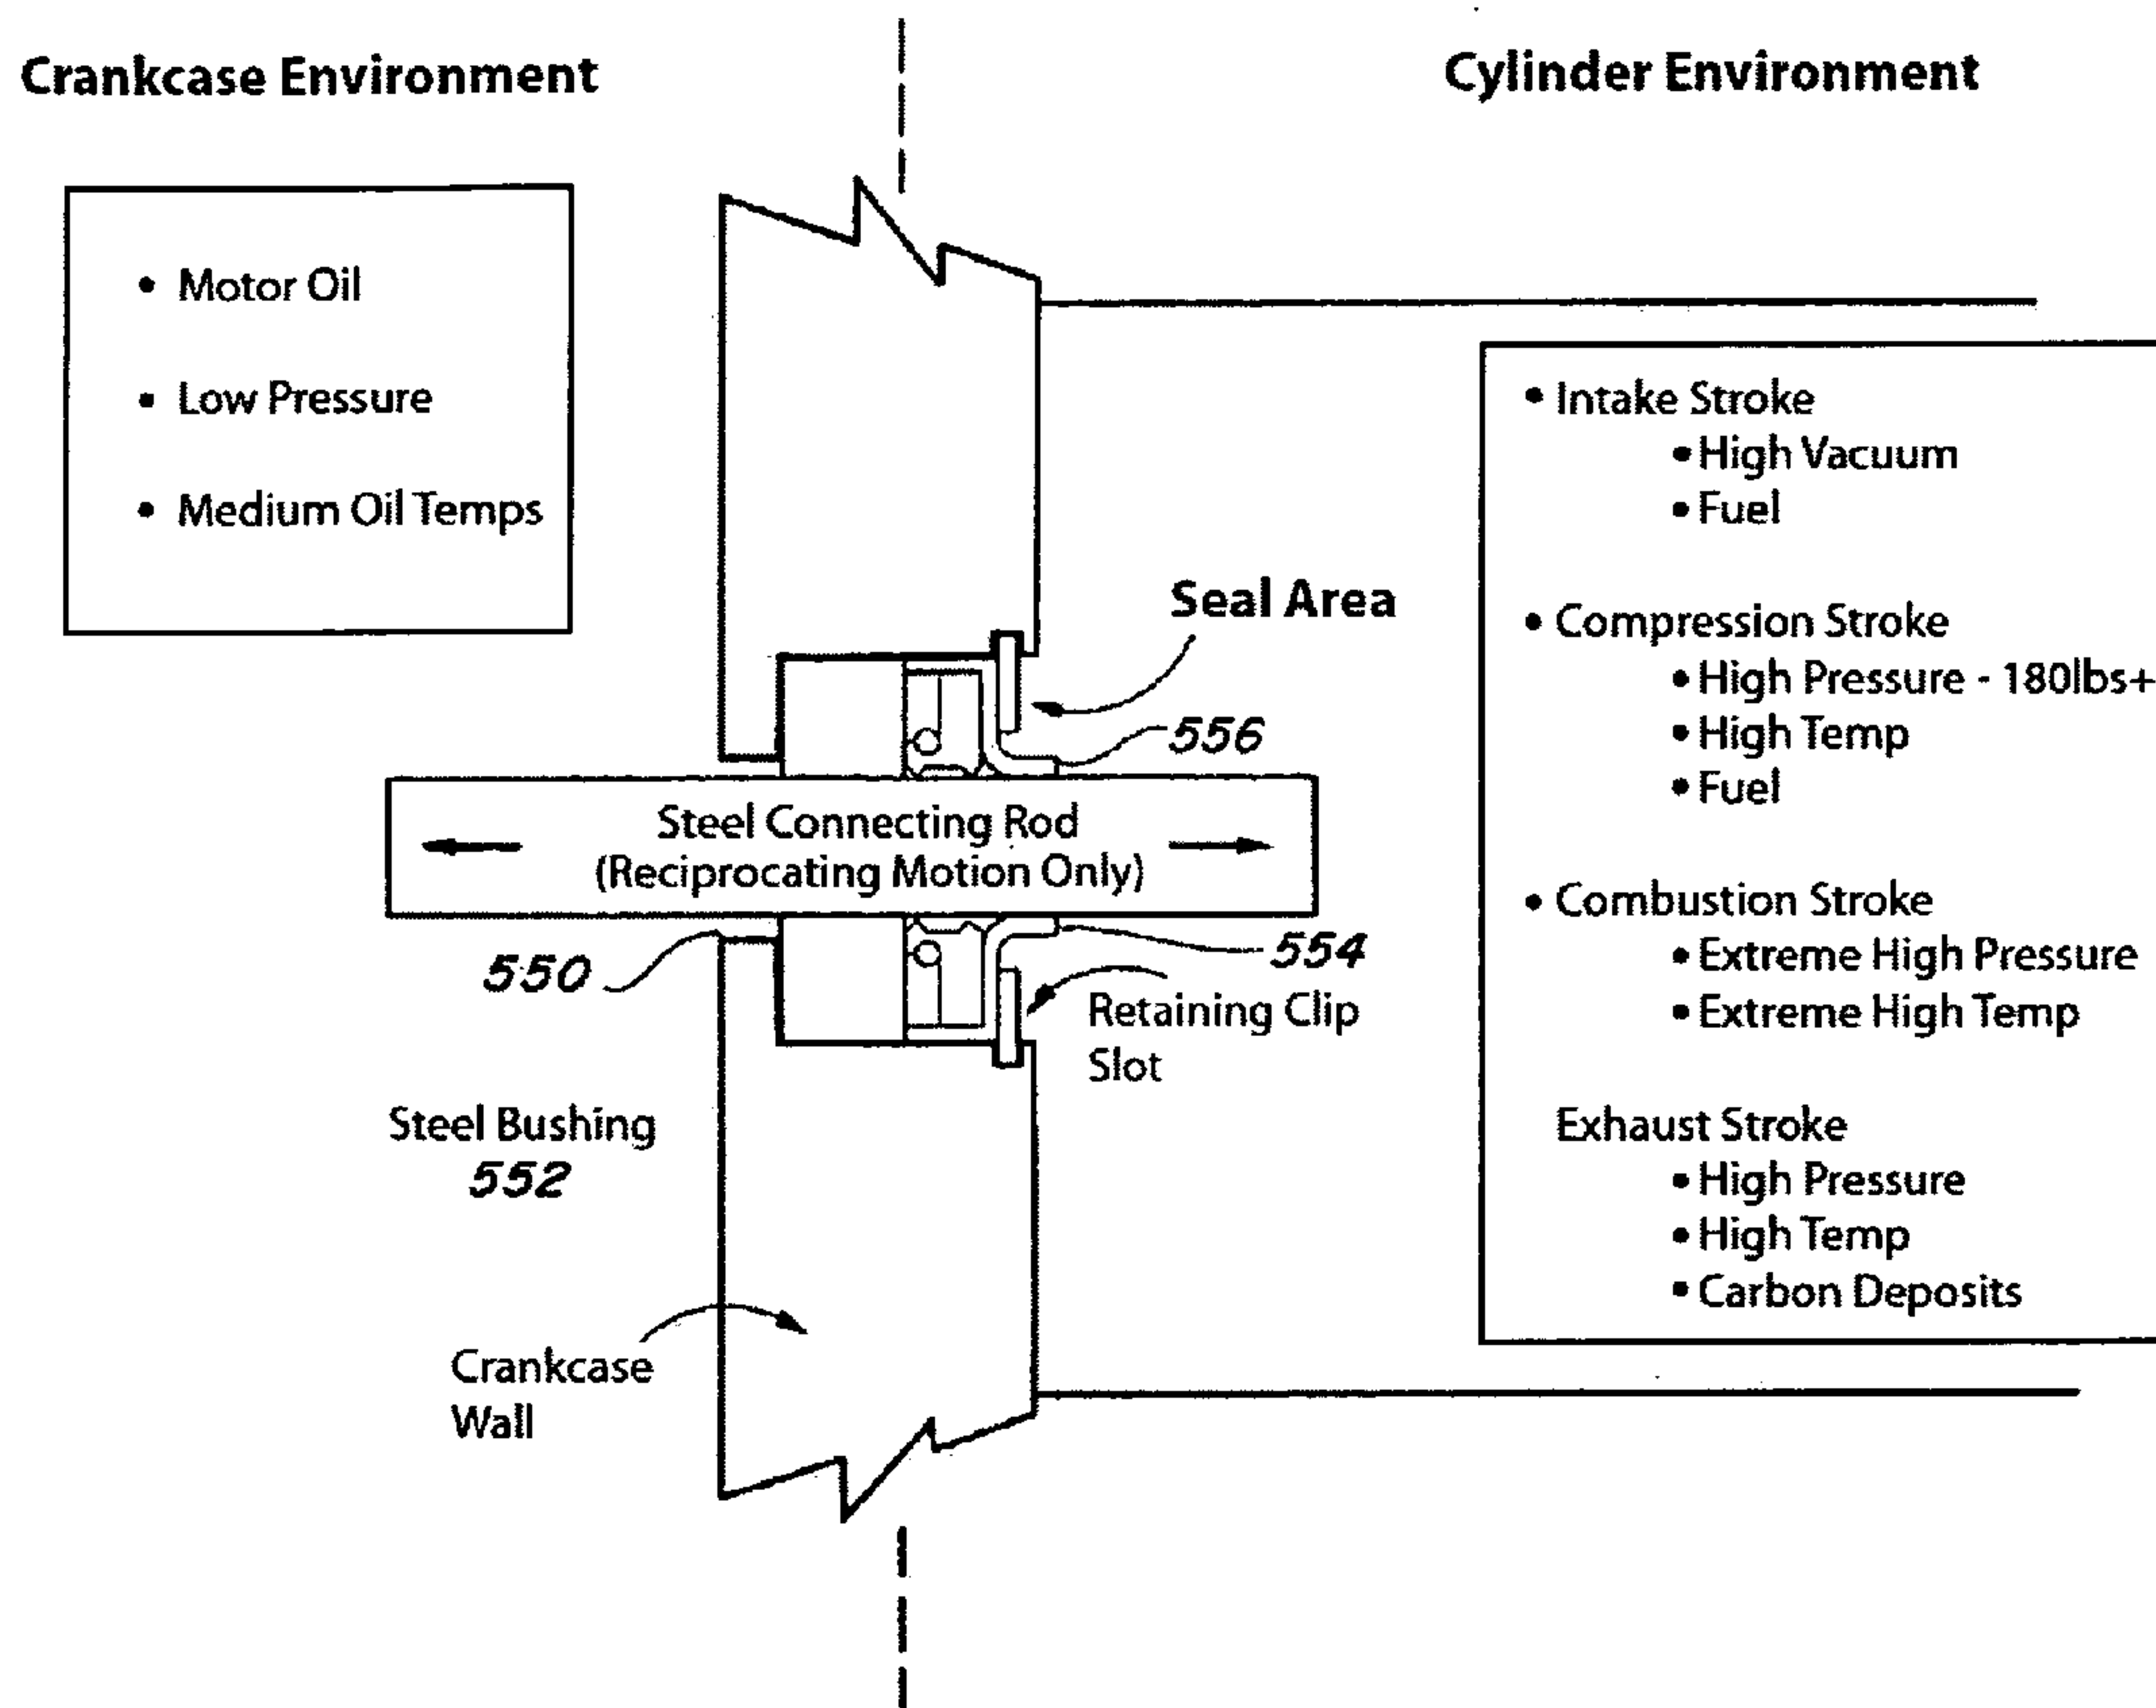 Crankcase Environment
Cylinder Environment
• Motor Oil
• Low Pressure
• Medium Oil Temps
• Intake Stroke
• High Vacuum
• Fuel
• Compression Stroke
• High Pressure - 180lbs+
• High Temp
• Fuel
• Combustion Stroke
• Extreme High Pressure
• Extreme High Temp
Exhaust Stroke
• High Pressure
• High Temp
• Carbon Deposits
Seal Area
556
Steel Connecting Rod
(Reciprocating Motion Only)
550
554
Retaining Clip
Slot
Steel Bushing
552
Crankcase
Wall